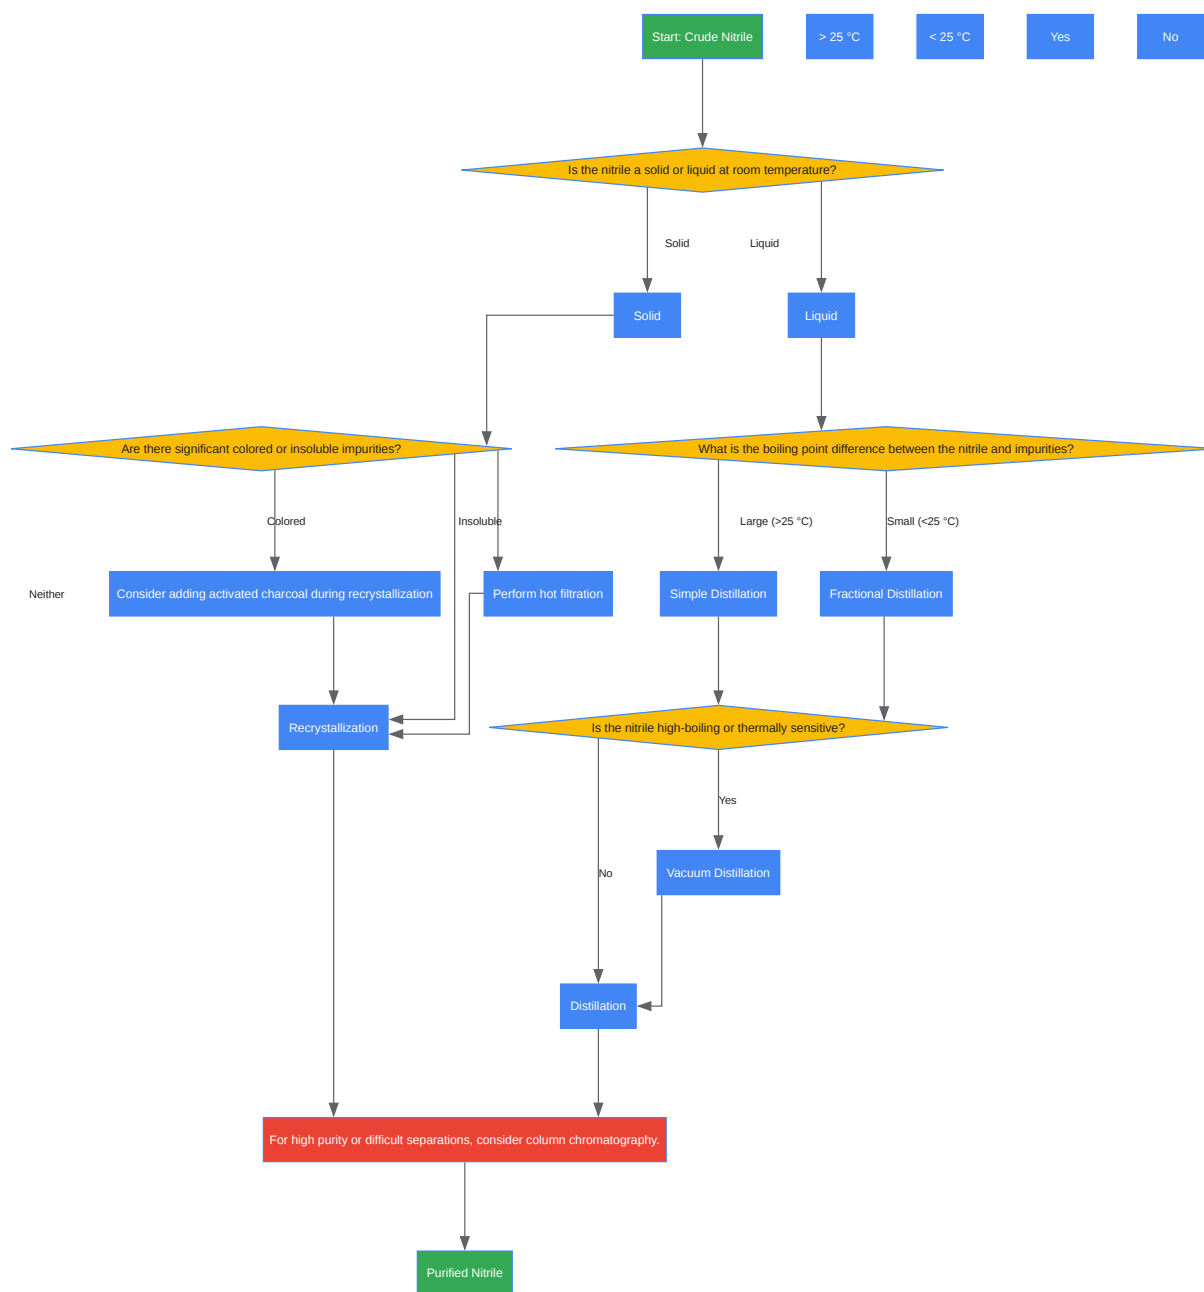 Start: Crude Nitrile
> 25 °C
< 25 °C
Yes
No
Is the nitrile a solid or liquid at room temperature?
Solid
Liquid
Solid
Liquid
Are there significant colored or insoluble impurities?
What is the boiling point difference between the nitrile and impurities?
Colored
Insoluble
Large (>25 °C)
Small (<25 °C)
Neither
Consider adding activated charcoal during recrystallization
Perform hot filtration
Simple Distillation
Fractional Distillation
Recrystallization
Is the nitrile high-boiling or thermally sensitive?
Yes
No
Vacuum Distillation
Distillation
For high purity or difficult separations, consider column chromatography.
Purified Nitrile